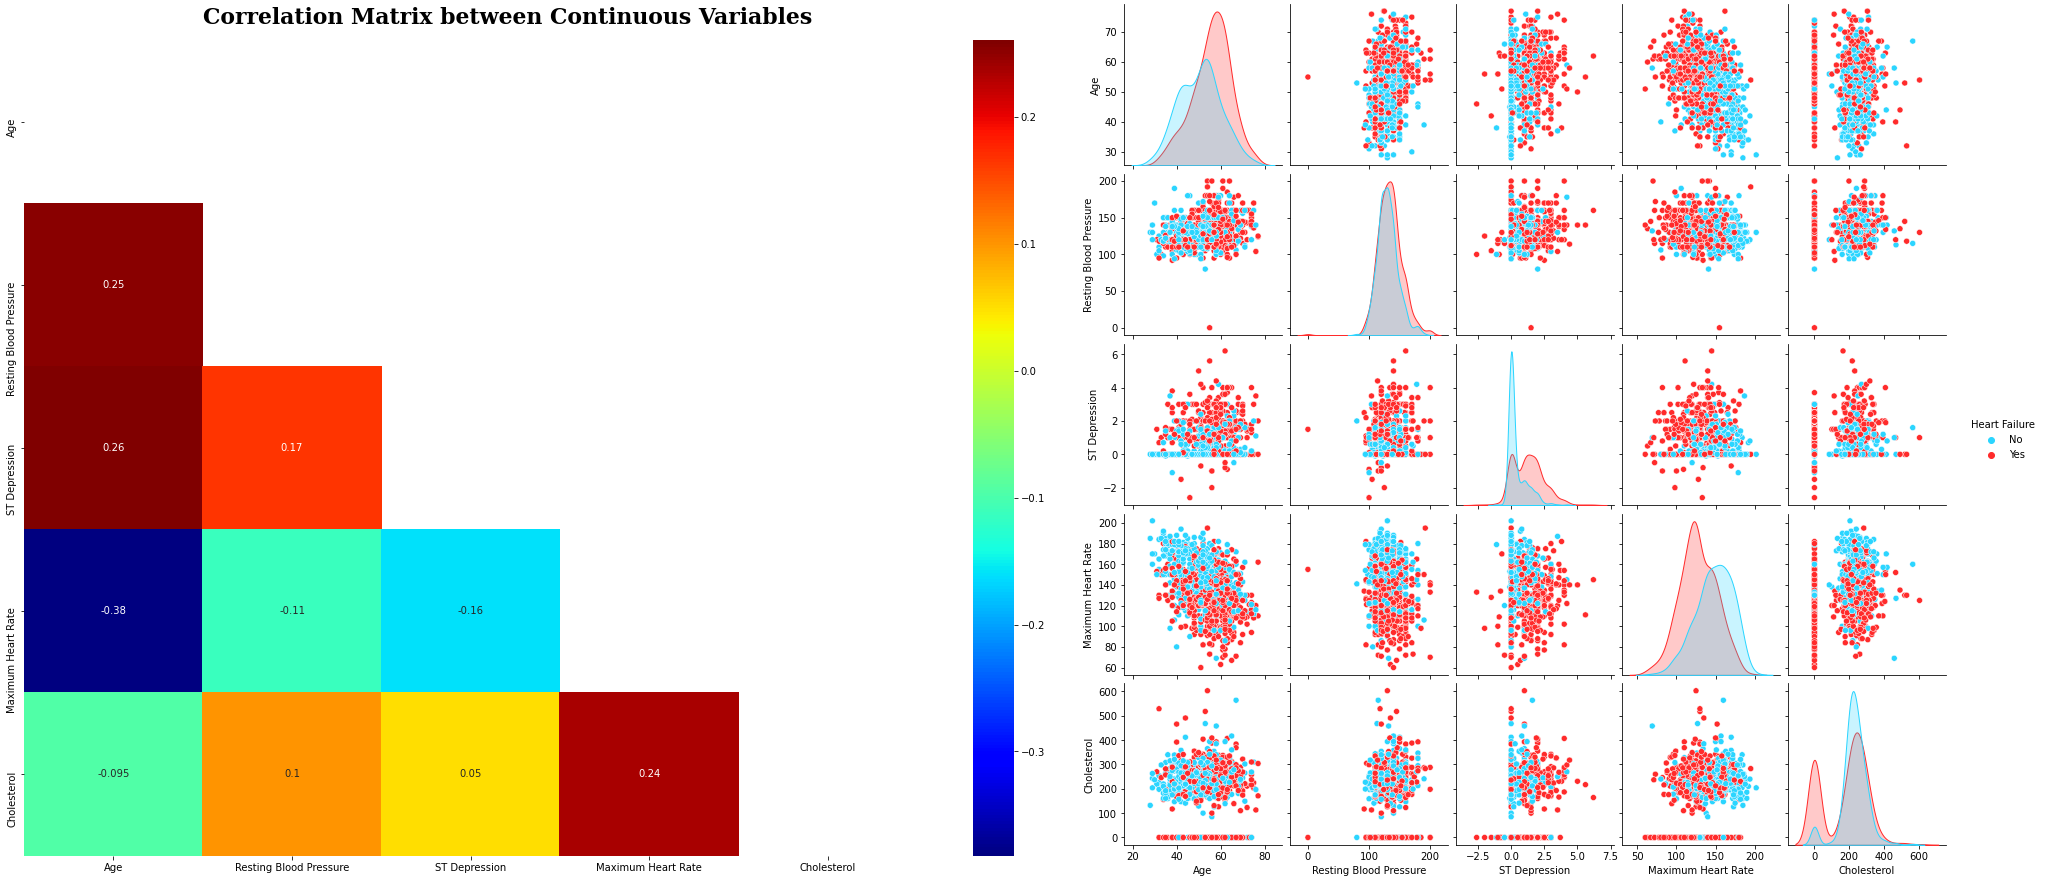 Correlation Matrix between Continuous Variables
Age
Resting Blood Pressure
ST Depression
Maximum Heart Rate
Cholesterol
0.25
0.26 0.17
-0.38 -0.11 -0.16
-0.095 0.1 0.05 0.24
Age Resting Blood Pressure ST Depression Maximum Heart Rate Cholesterol
0.2
0.1
0.0
−0.1
−0.2
−0.3
Age
70
60
50
40
30
Resting Blood Pressure
200
150
100
50
0
ST Depression
6
4
2
0
−2
Maximum Heart Rate
200
180
160
140
120
100
80
60
Cholesterol
600
500
400
300
200
100
0
20 40 60 80
0 100 200
−2.5 0.0 2.5 5.0 7.5
50 100 150 200
0 200 400 600
Age Resting Blood Pressure ST Depression Maximum Heart Rate Cholesterol
Heart Failure
No
Yes